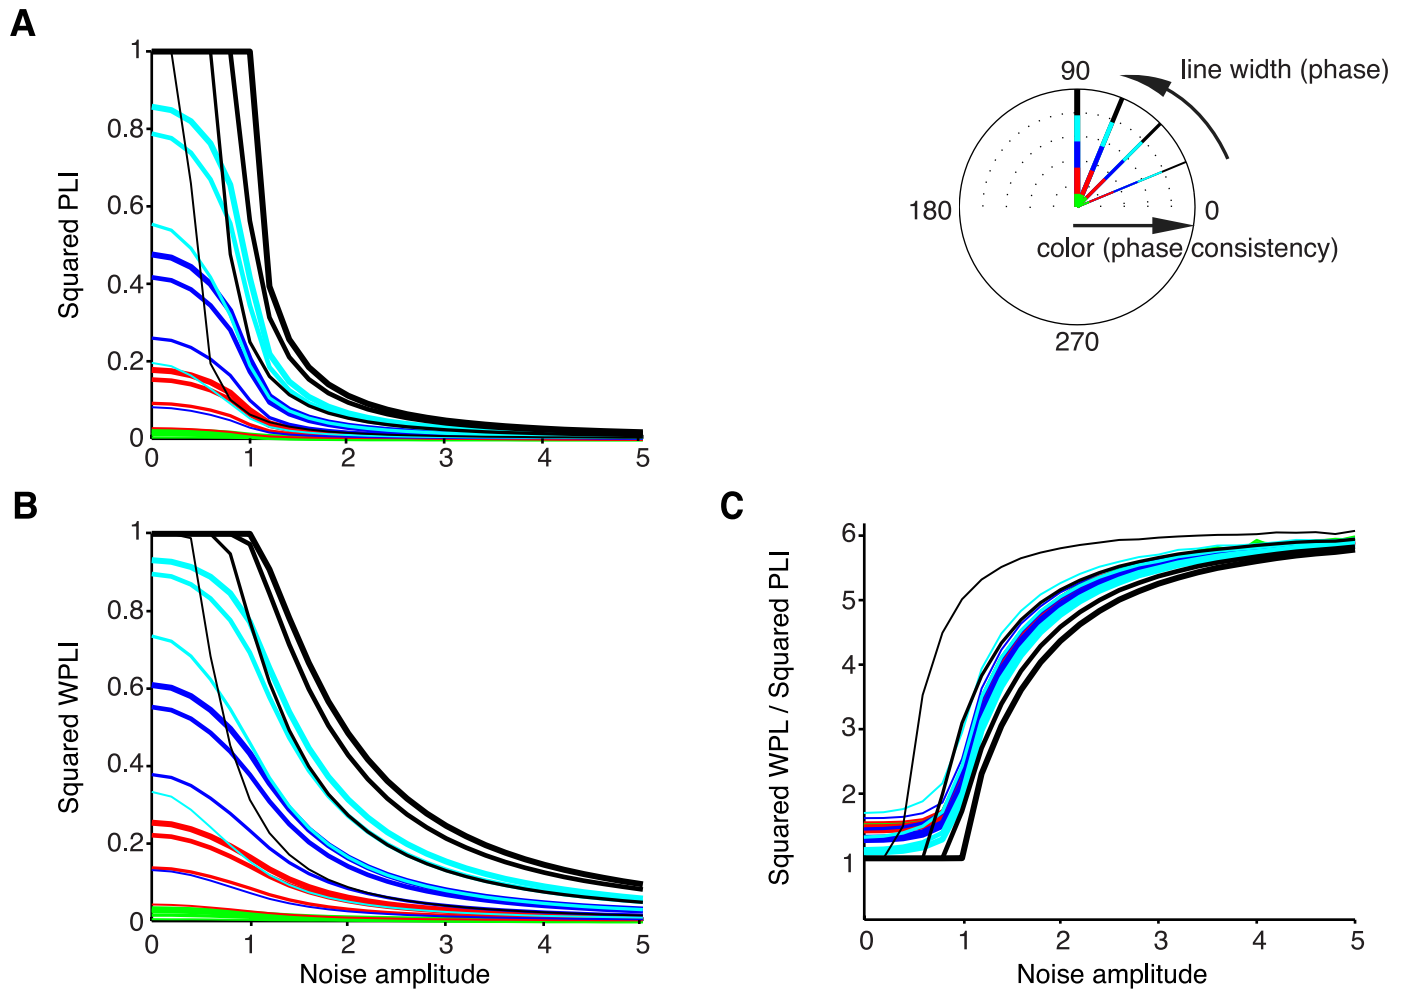 A
Squared PLI
1
0.8
0.6
0.4
0.2
0
0 1 2 3 4 5
90
line width (phase)
180
0
color (phase consistency)
270
B
Squared WPLI
1
0.8
0.6
0.4
0.2
0
0 1 2 3 4 5
Noise amplitude
C
Squared WPL / Squared PLI
6
5
4
3
2
1
0 1 2 3 4 5
Noise amplitude